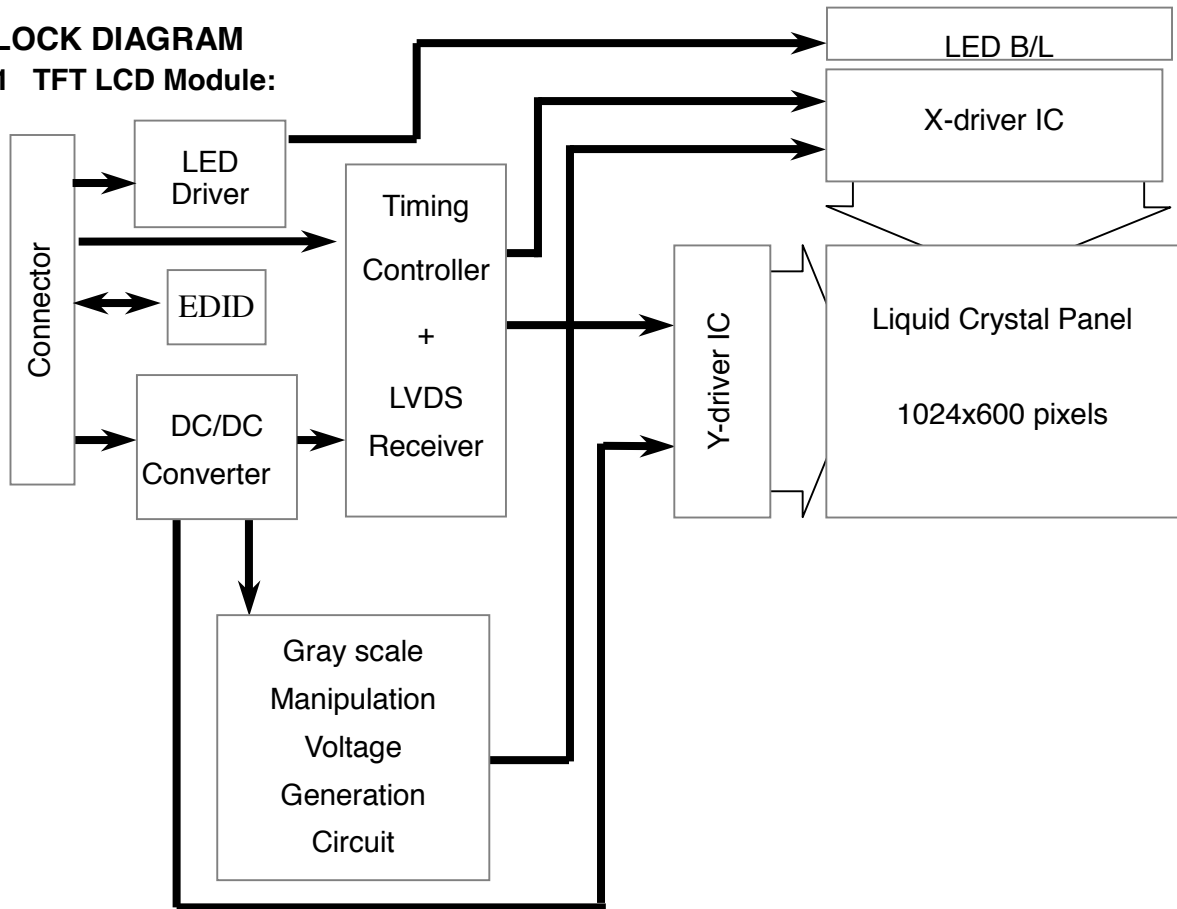 LOCK DIAGRAM
1 TFT LCD Module:
LED B/L
X-driver IC
LED
Driver
Timing
Controller
+
LVDS
Receiver
Connector
EDID
DC/DC
Converter
Y-driver IC
Liquid Crystal Panel
1024x600 pixels
Gray scale
Manipulation
Voltage
Generation
Circuit